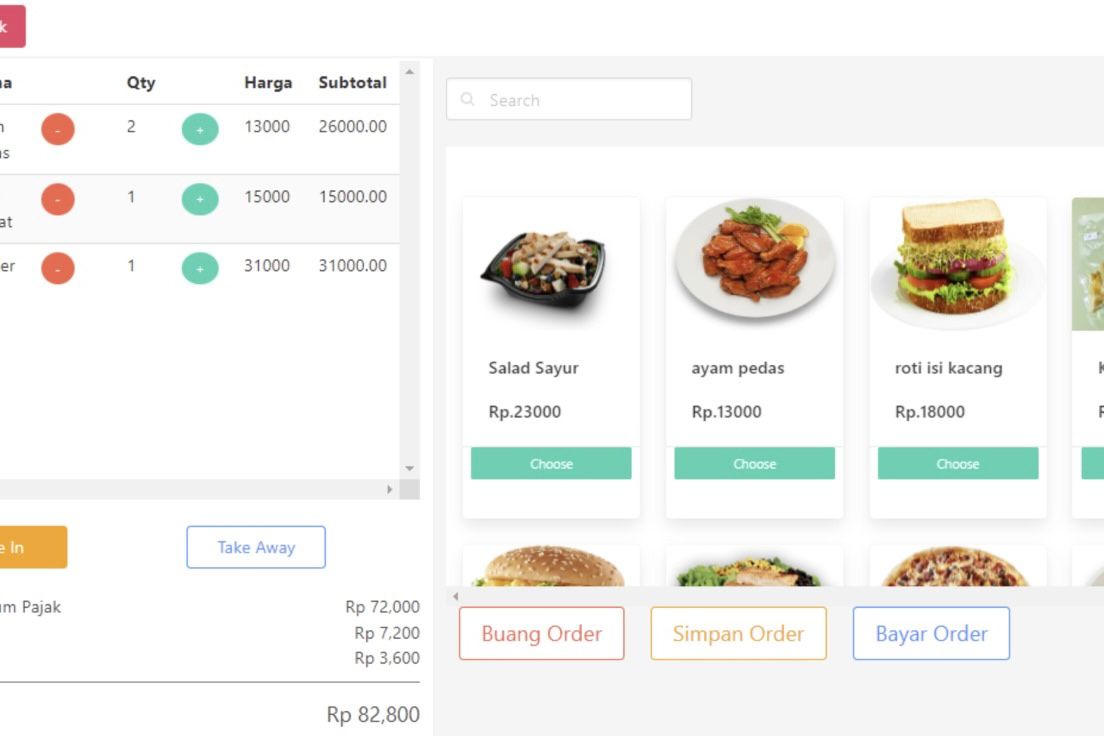 k
na Qty Harga Subtotal
- 2 + 13000 26000.00
as
- 1 + 15000 15000.00
at
er - 1 + 31000 31000.00
e In Take Away
um Pajak Rp 72,000
Rp 7,200
Rp 3,600
Rp 82,800
Search
Salad Sayur ayam pedas roti isi kacang
Rp.23000 Rp.13000 Rp.18000
Choose Choose Choose
Buang Order Simpan Order Bayar Order